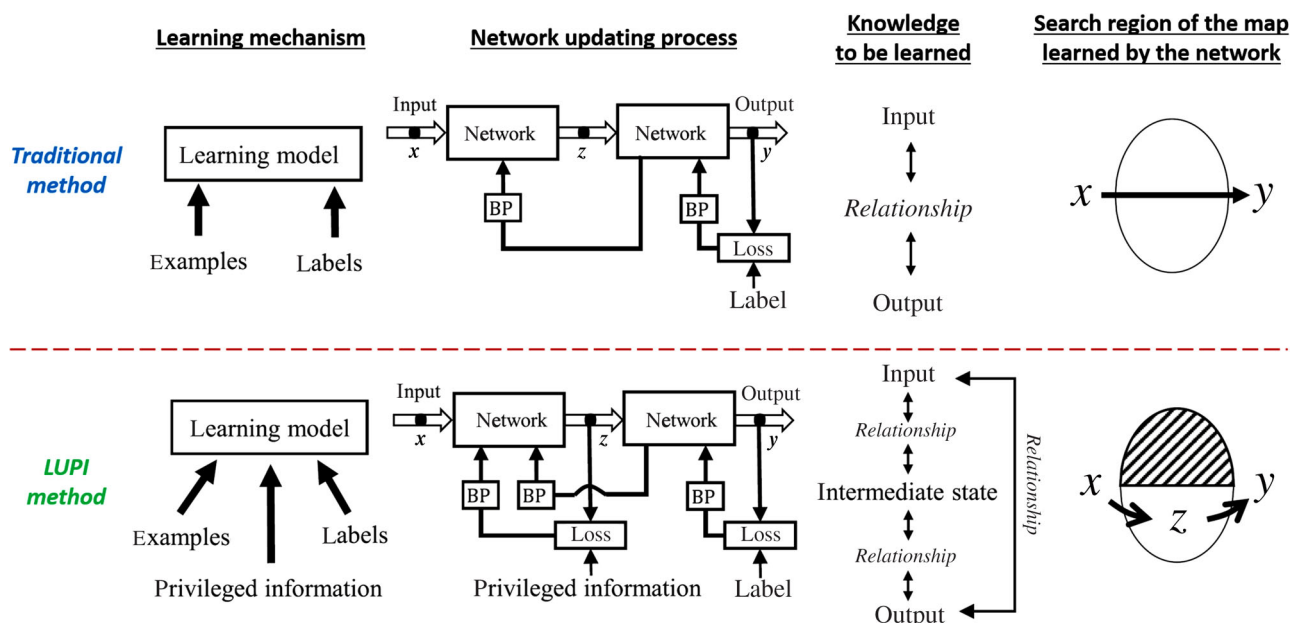 Learning mechanism
Network updating process
Knowledge
to be learned
Search region of the map
learned by the network
Traditional
method
Learning model
Examples
Labels
Input
Output
Network
Network
x
z
y
BP
BP
Loss
Label
Input
Relationship
Output
x
y
LUPI
method
Learning model
Examples
Labels
Privileged information
Input
Output
Network
Network
x
z
y
BP
BP
BP
Loss
Loss
Privileged information
Label
Input
Relationship
Intermediate state
Relationship
Output
Relationship
x
z
y